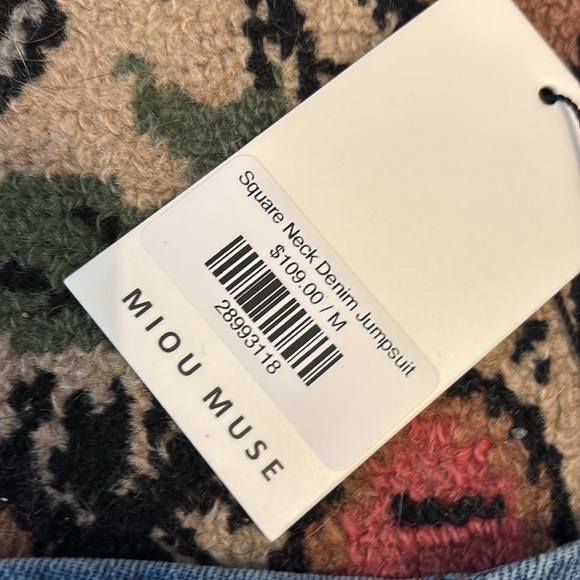 Square Neck Denim Jumpsuit
$109.00 / M
28993118
MIOU MUSE